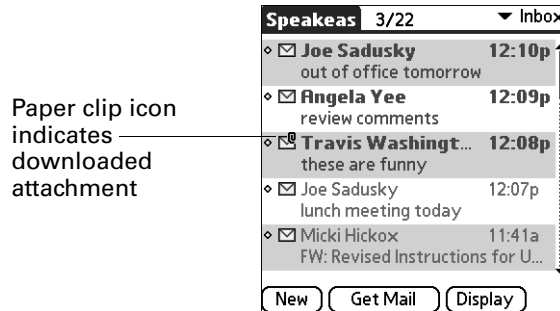 Speakeas 3/22 Inbox
Joe Sadusky 12:10p
out of office tomorrow
Angela Yee 12:09p
review comments
Travis Washingt... 12:08p
these are funny
Joe Sadusky 12:07p
lunch meeting today
Micki Hickox 11:41a
FW: Revised Instructions for U...
New Get Mail Display
Paper clip icon
indicates
downloaded
attachment